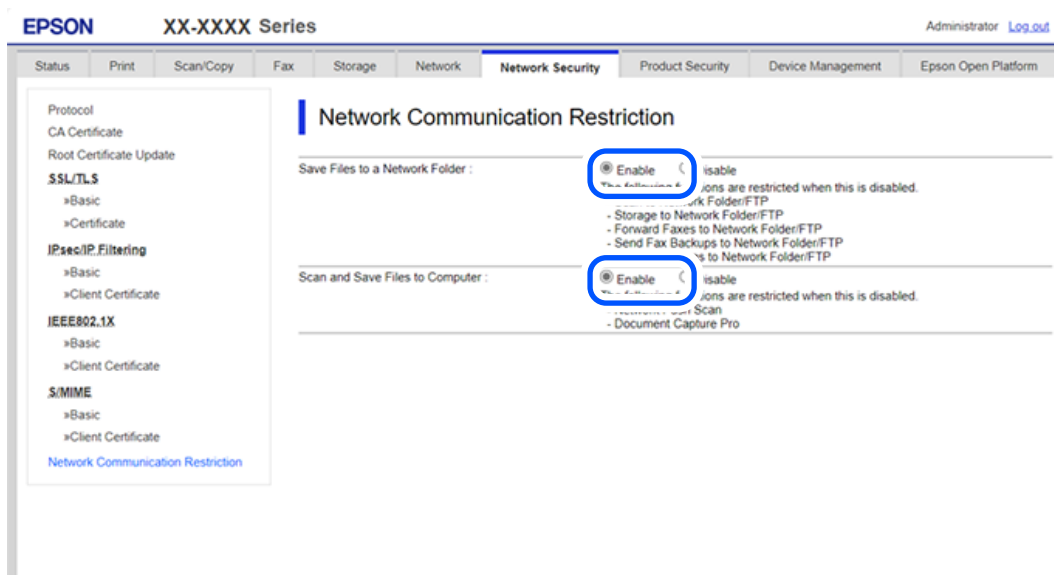 EPSON XX-XXXX Series
Administrator Log out
Status Print Scan/Copy Fax Storage Network Network Security Product Security Device Management Epson Open Platform
Protocol
CA Certificate
Root Certificate Update
SSL/TLS
»Basic
»Certificate
IPsec/IP Filtering
»Basic
»Client Certificate
IEEE802.1X
»Basic
»Client Certificate
S/MIME
»Basic
»Client Certificate
Network Communication Restriction
Network Communication Restriction
Save Files to a Network Folder :
Enable isable
are restricted when this is disabled.
Folder/FTP
- Storage to Network Folder/FTP
- Forward Faxes to Network Folder/FTP
- Send Fax Backups to Network Folder/FTP
to Network Folder/FTP
Scan and Save Files to Computer :
Enable isable
are restricted when this is disabled.
Scan
- Document Capture Pro